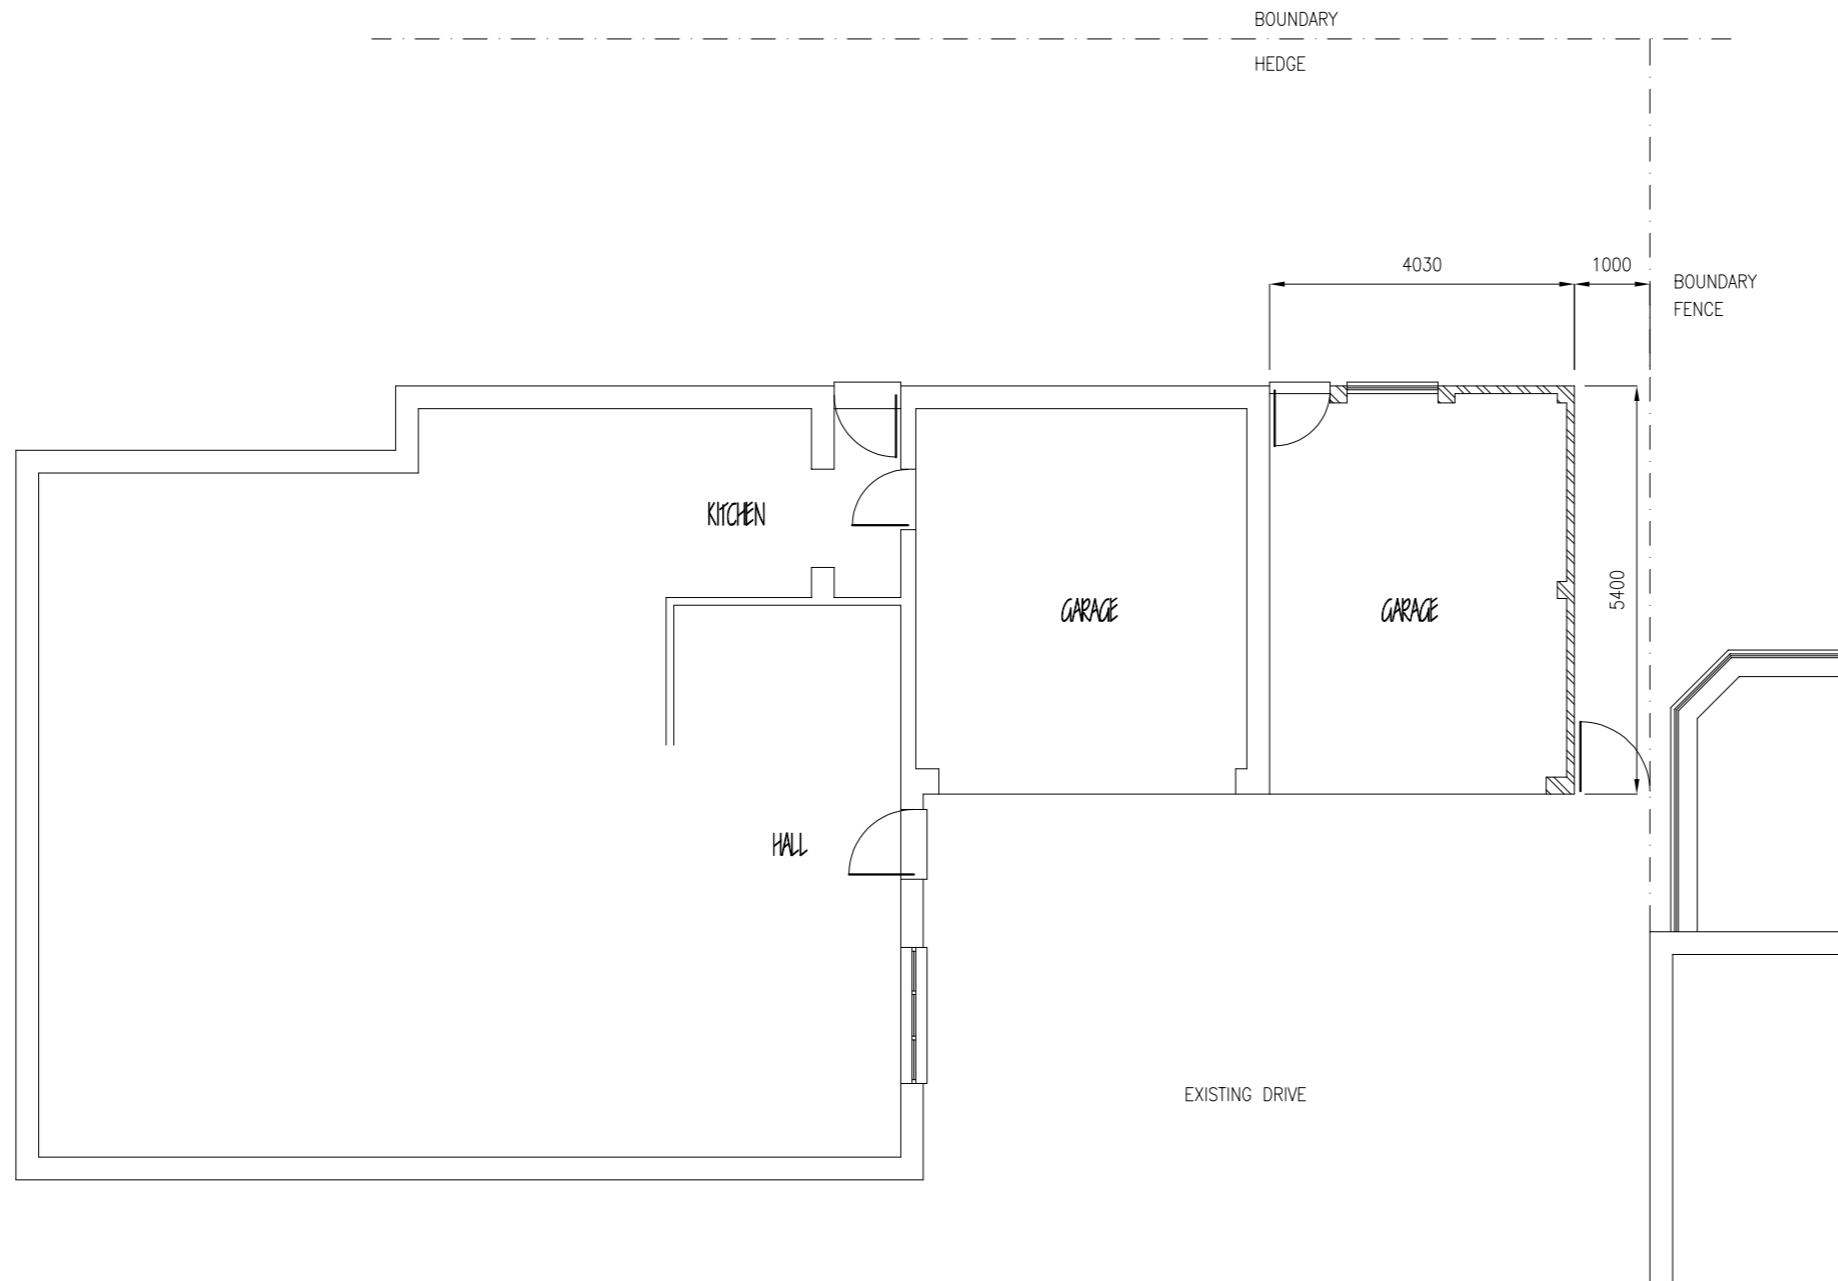 BOUNDARY
HEDGE
4030
1000
BOUNDARY
FENCE
KITCHEN
GARAGE
GARAGE
5400
HALL
EXISTING DRIVE